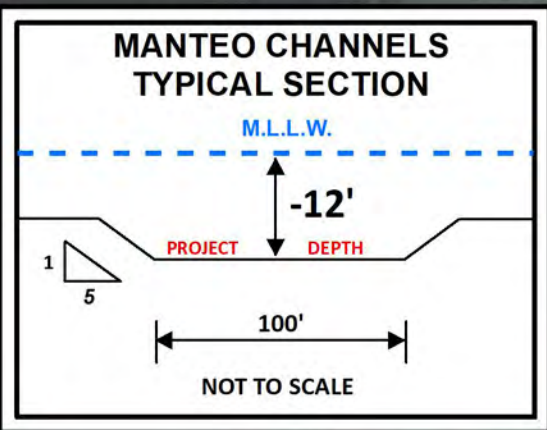 MANTEO CHANNELS
TYPICAL SECTION
M.L.L.W.
-12'
PROJECT DEPTH
1
5
100'
NOT TO SCALE